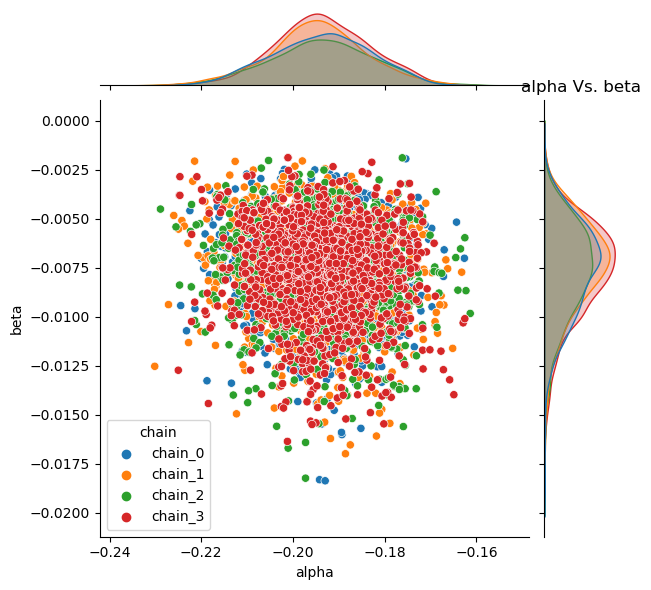 alpha Vs. beta
0.0000
−0.0025
−0.0050
−0.0075
−0.0100
−0.0125
−0.0150
−0.0175
−0.0200
beta
chain
chain_0
chain_1
chain_2
chain_3
−0.24
−0.22
−0.20
−0.18
−0.16
alpha